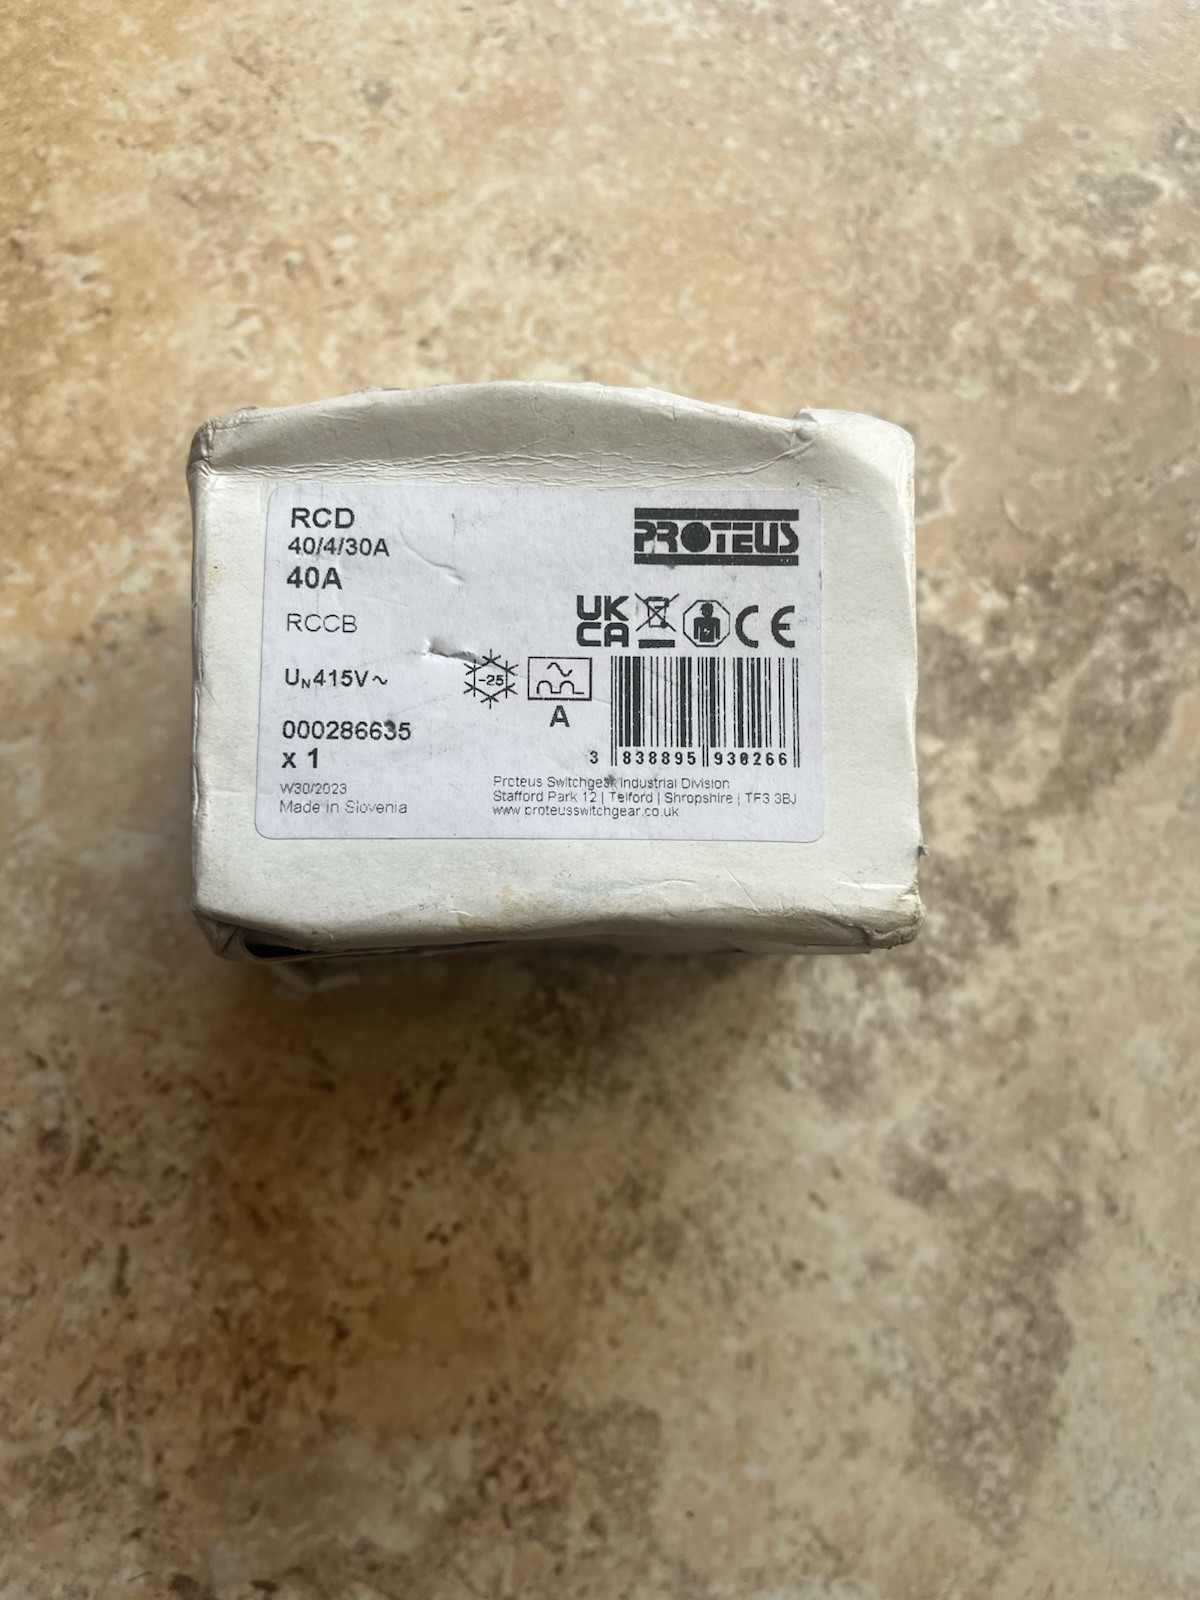 RCD
40/4/30A
40A
RCCB
PROTEUS
UK
CA
CE
UN415V~
-25
A
000286635
x 1
3 838895 930266
W30/2023
Made in Slovenia
Proteus Switchgear Industrial Division
Stafford Park 12 | Telford | Shropshire | TF3 3BJ
www.proteusswitchgear.co.uk